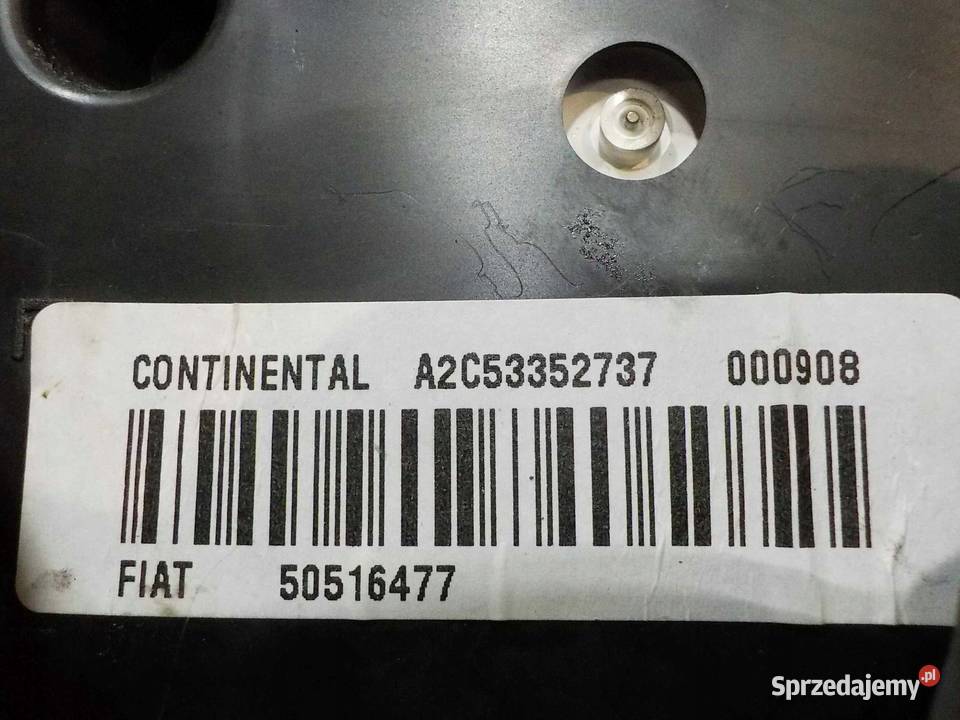 CONTINENTAL A2C53352737 000908
FIAT 50516477
Sprzedajemy.pl